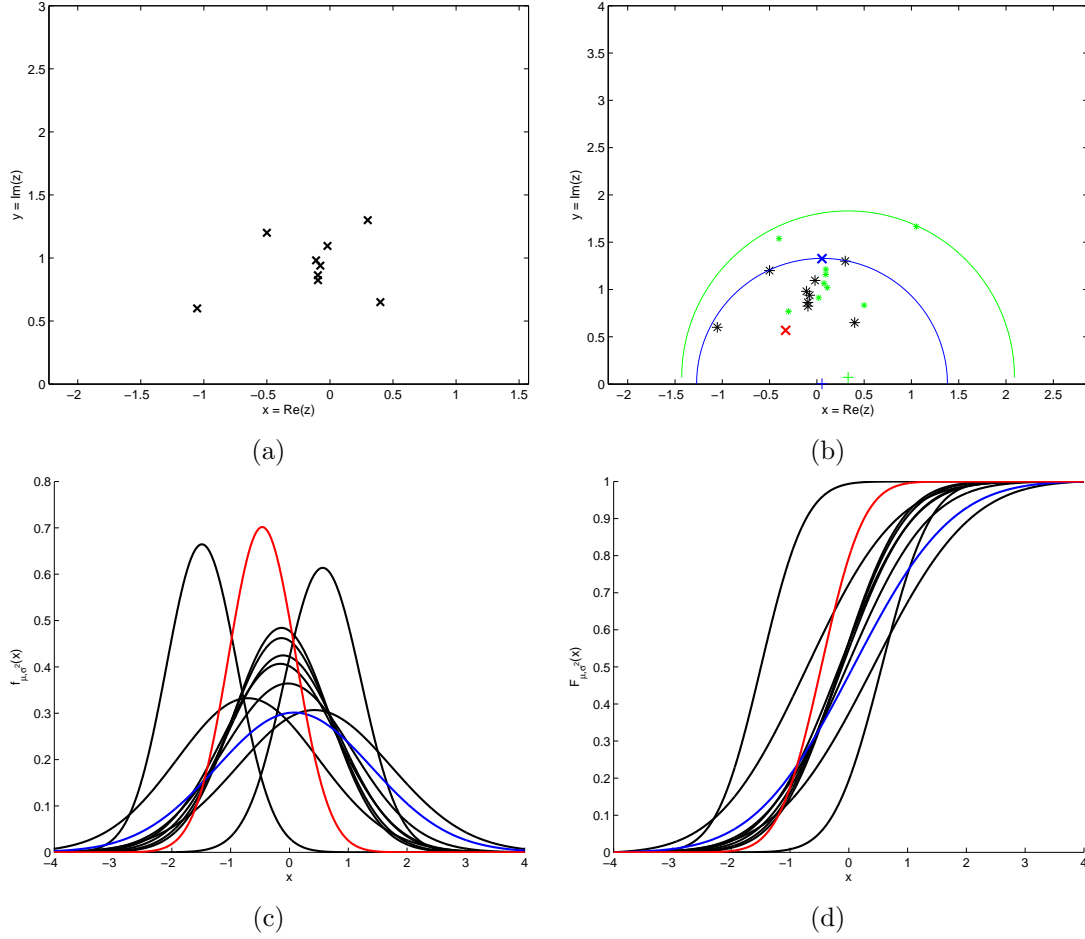 3
2.5
2
1.5
1
0.5
0
−2 −1.5 −1 −0.5 0 0.5 1 1.5
x = Re(z)
y = Im(z)
(a)
4
3.5
3
2.5
2
1.5
1
0.5
0
−2 −1.5 −1 −0.5 0 0.5 1 1.5 2 2.5
x = Re(z)
y = Im(z)
(b)
0.8
0.7
0.6
0.5
0.4
0.3
0.2
0.1
0
−4 −3 −2 −1 0 1 2 3 4
x
f_{μ,σ²}(x)
(c)
1
0.9
0.8
0.7
0.6
0.5
0.4
0.3
0.2
0.1
0
−4 −3 −2 −1 0 1 2 3 4
x
F_{μ,σ²}(x)
(d)